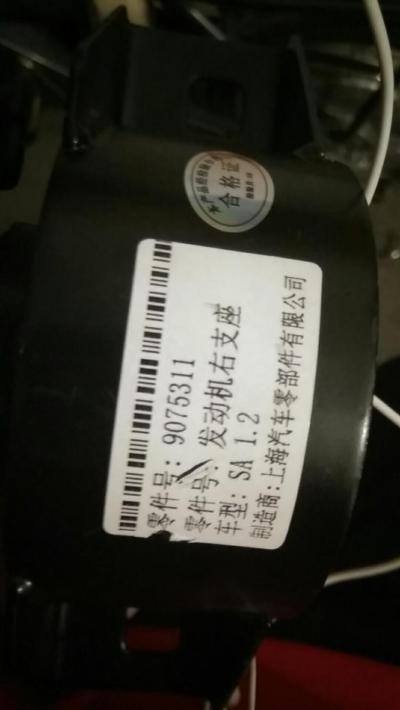 合格证
零件号: 9075311
零件号: 发动机右支座
车型: SA 1.2
制造商: 上海汽车零部件有限公司